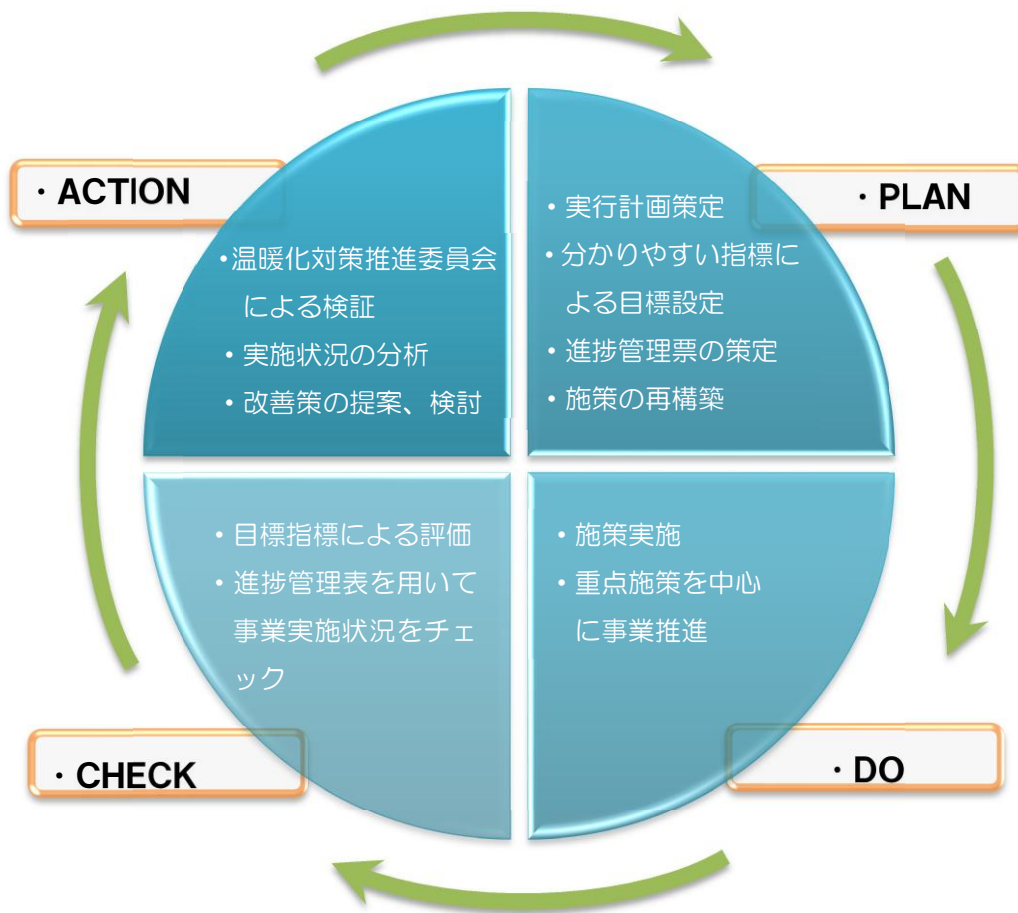 ・ACTION
・温暖化対策推進委員会
による検証
・実施状況の分析
・改善策の提案、検討
・PLAN
・実行計画策定
・分かりやすい指標に
よる目標設定
・進捗管理票の策定
・施策の再構築
・CHECK
・目標指標による評価
・進捗管理表を用いて
事業実施状況をチェ
ック
・DO
・施策実施
・重点施策を中心
に事業推進